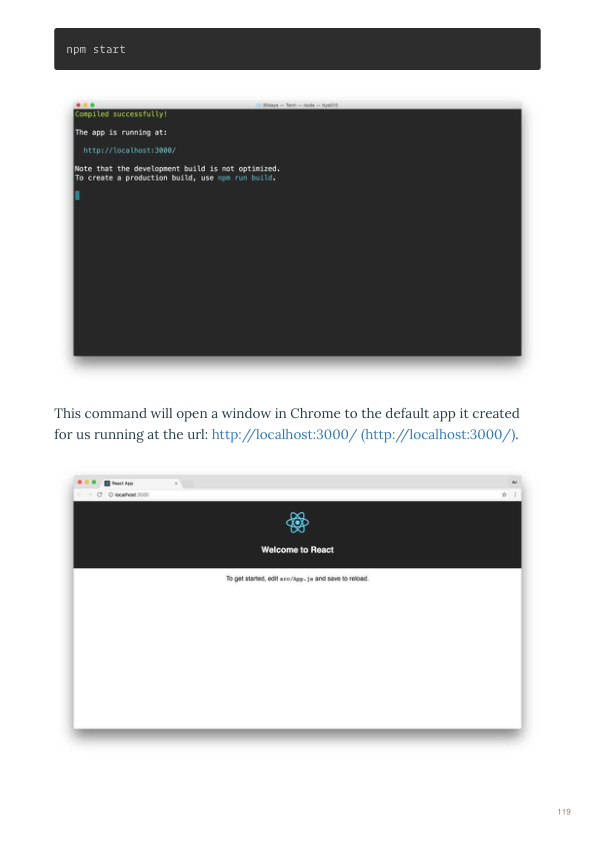 npm start
30days — Term — node — ttys010
Compiled successfully!
The app is running at:
http://localhost:3000/
Note that the development build is not optimized.
To create a production build, use npm run build.
This command will open a window in Chrome to the default app it created
for us running at the url: http://localhost:3000/ (http://localhost:3000/).
React App
Ari
localhost:3000
Welcome to React
To get started, edit src/App.js and save to reload.
119